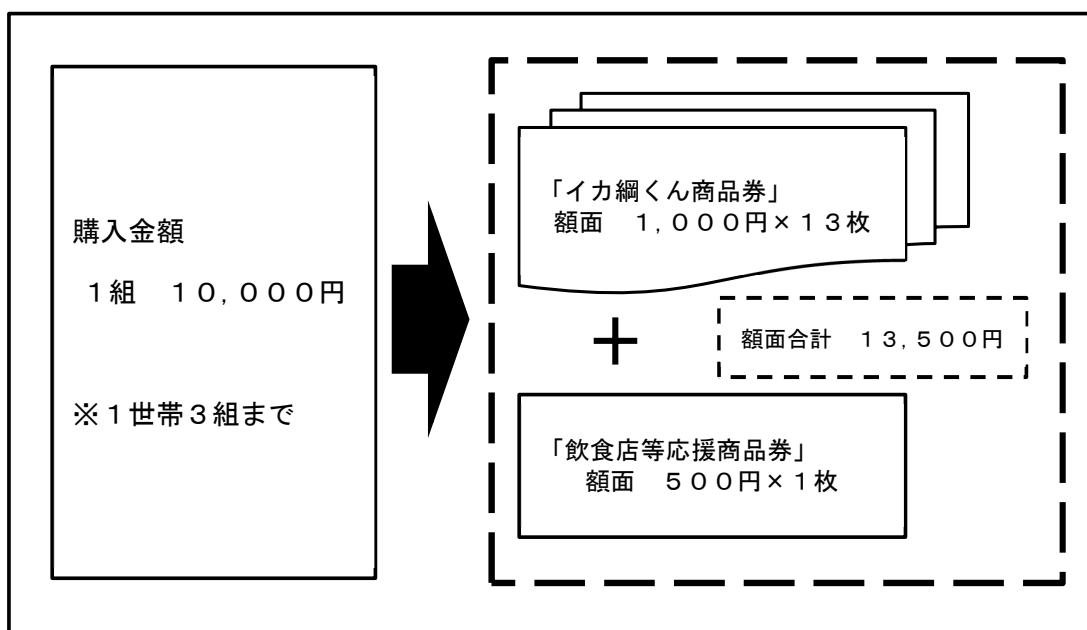 購入金額
１組　１０,０００円
※１世帯３組まで
「イカ綱くん商品券」
額面　１,０００円×１３枚
＋
額面合計　１３,５００円
「飲食店等応援商品券」
額面　５００円×１枚